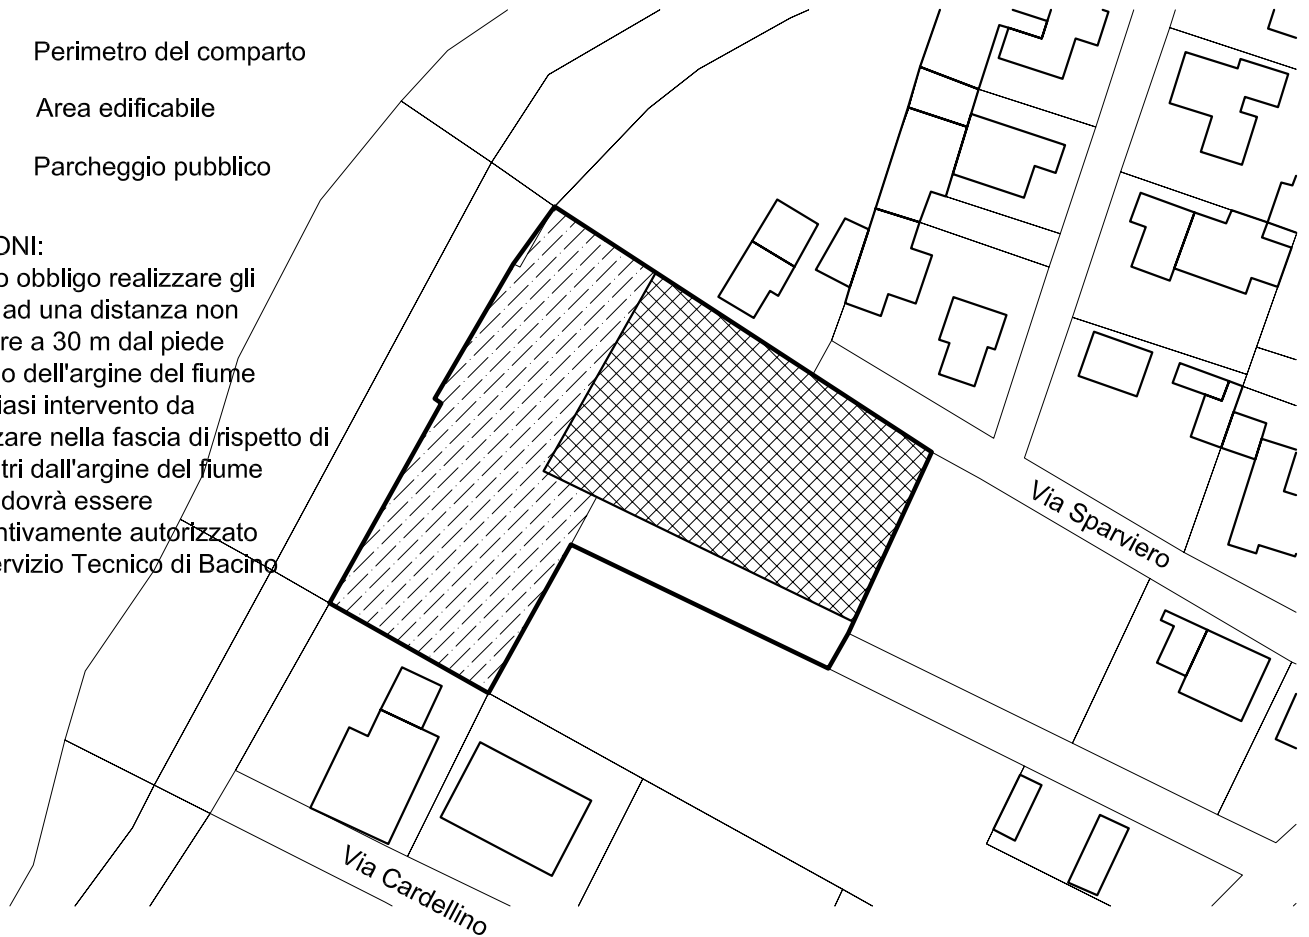 Perimetro del comparto
Area edificabile
Parcheggio pubblico
ONI:
obbligo realizzare gli
ad una distanza non
re a 30 m dal piede
o dell'argine del fiume
iasi intervento da
zare nella fascia di rispetto di
tri dall'argine del fiume
dovrà essere
ntivamente autorizzato
ervizio Tecnico di Bacino
Via Sparviero
Via Cardellino